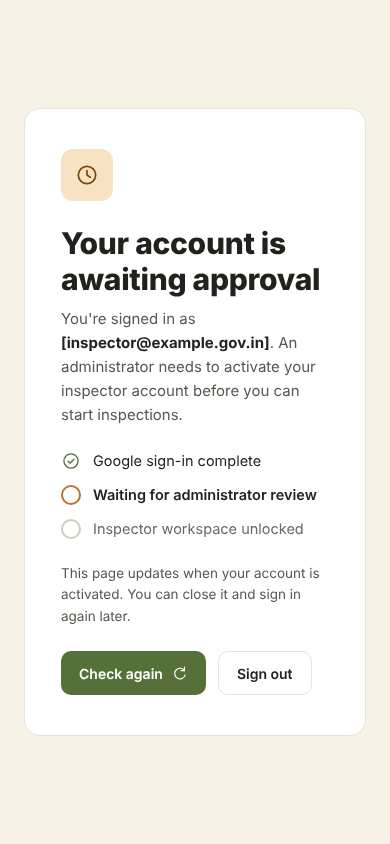 Your account is
awaiting approval
You're signed in as
[inspector@example.gov.in]. An
administrator needs to activate your
inspector account before you can
start inspections.
Google sign-in complete
Waiting for administrator review
Inspector workspace unlocked
This page updates when your account is
activated. You can close it and sign in
again later.
Check again
Sign out